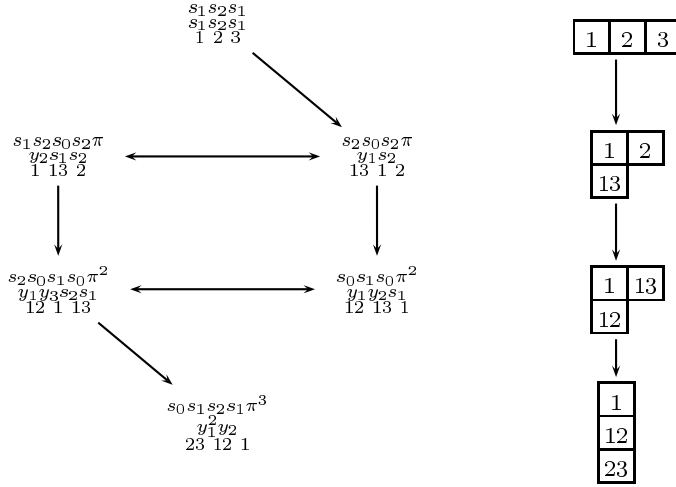 s₁s₂s₁
s₁s₂s₁
1 2 3
s₁s₂s₀s₂π
y₂s₁s₂
1 13 2
s₂s₀s₂π
y₁s₂
13 1 2
s₂s₀s₁s₀π²
y₁y₃s₂s₁
12 1 13
s₀s₁s₀π²
y₁y₂s₁
12 13 1
s₀s₁s₂s₁π³
y₁²y₂
23 12 1
1 2 3
1 2
13
1 13
12
1
12
23